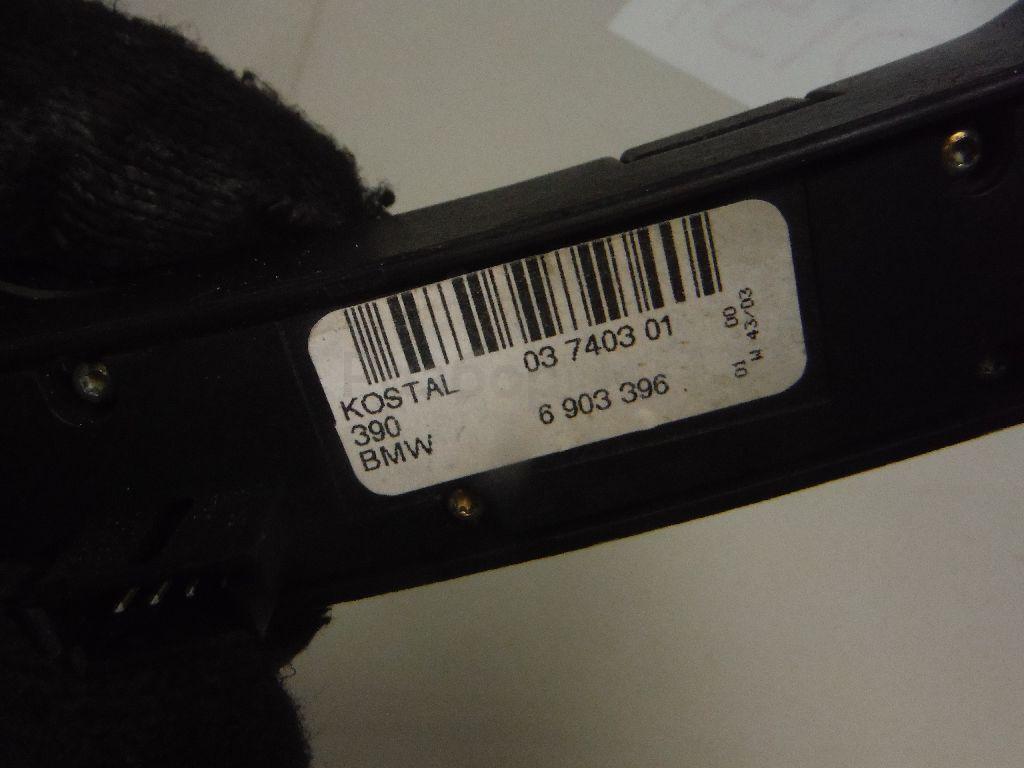 KOSTAL 03 7403 01
390 6 903 396
BMW
00
01 W 43/03